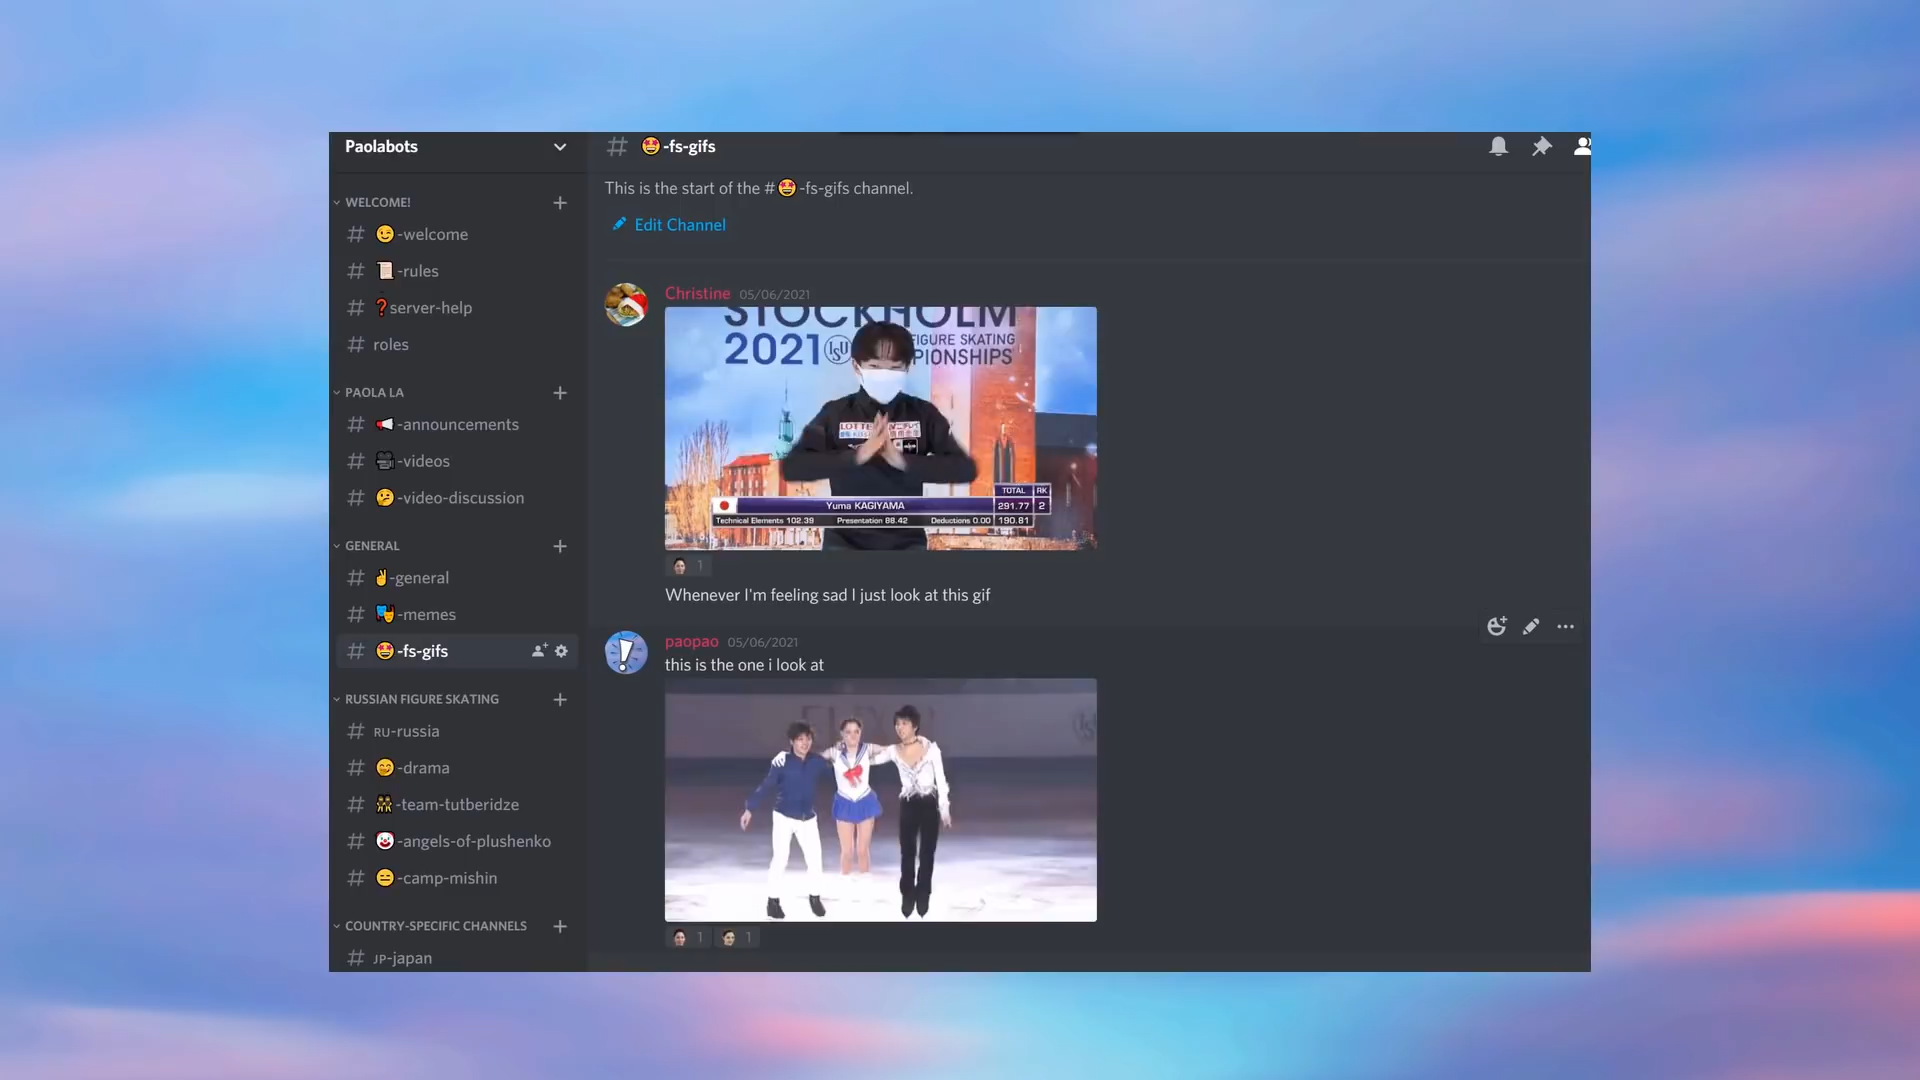 Paolabots
WELCOME!
# 😉-welcome
# 📜-rules
# ❓server-help
# roles
PAOLA LA
# 📢-announcements
# 🎥-videos
# 🤔-video-discussion
GENERAL
# ✌-general
# 🎭-memes
# 🤩-fs-gifs
RUSSIAN FIGURE SKATING
# RU-russia
# 🤭-drama
# 👯-team-tutberidze
# 🤡-angels-of-plushenko
# 😑-camp-mishin
COUNTRY-SPECIFIC CHANNELS
# JP-japan
# 🤩-fs-gifs
This is the start of the #🤩-fs-gifs channel.
Edit Channel
Christine 05/06/2021
STOCKHOLM
2021 ISU FIGURE SKATING
PIONSHIPS
LOTTE
TOTAL RK
Yuma KAGIYAMA 291.77 2
Technical Elements 102.39 Presentation 88.42 Deductions 0.00 190.81
1
Whenever I'm feeling sad I just look at this gif
paopao 05/06/2021
this is the one i look at
1 1